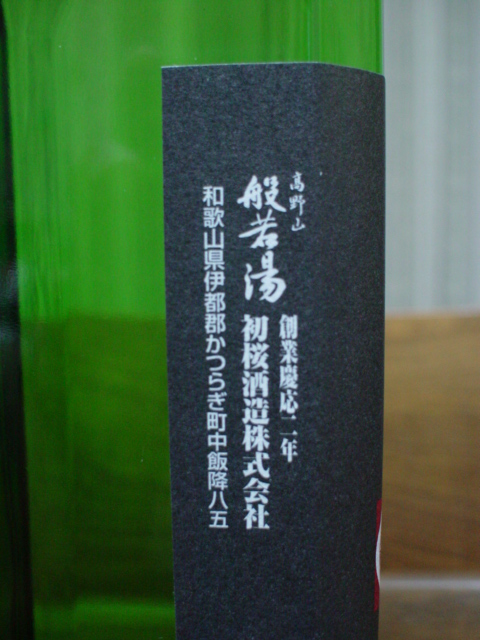 高野山
般若湯
創業慶応二年
初桜酒造株式会社
和歌山県伊都郡かつらぎ町中飯降八五